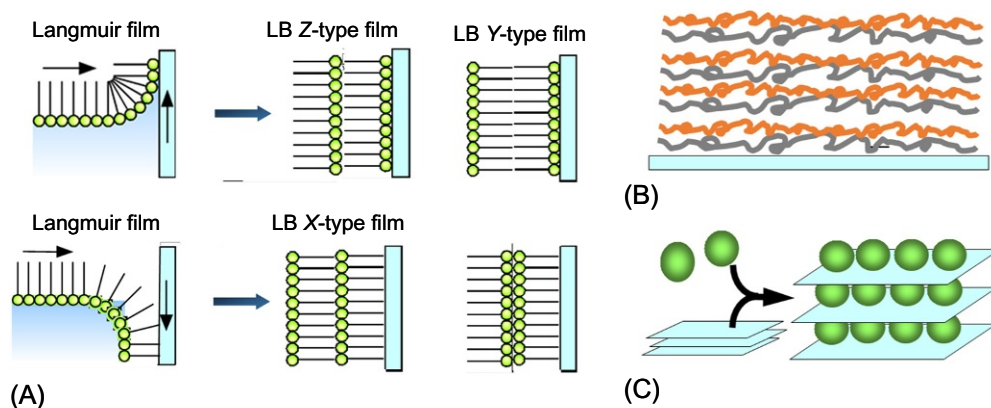 Langmuir film
LB Z-type film
LB Y-type film
Langmuir film
LB X-type film
(A)
(B)
(C)